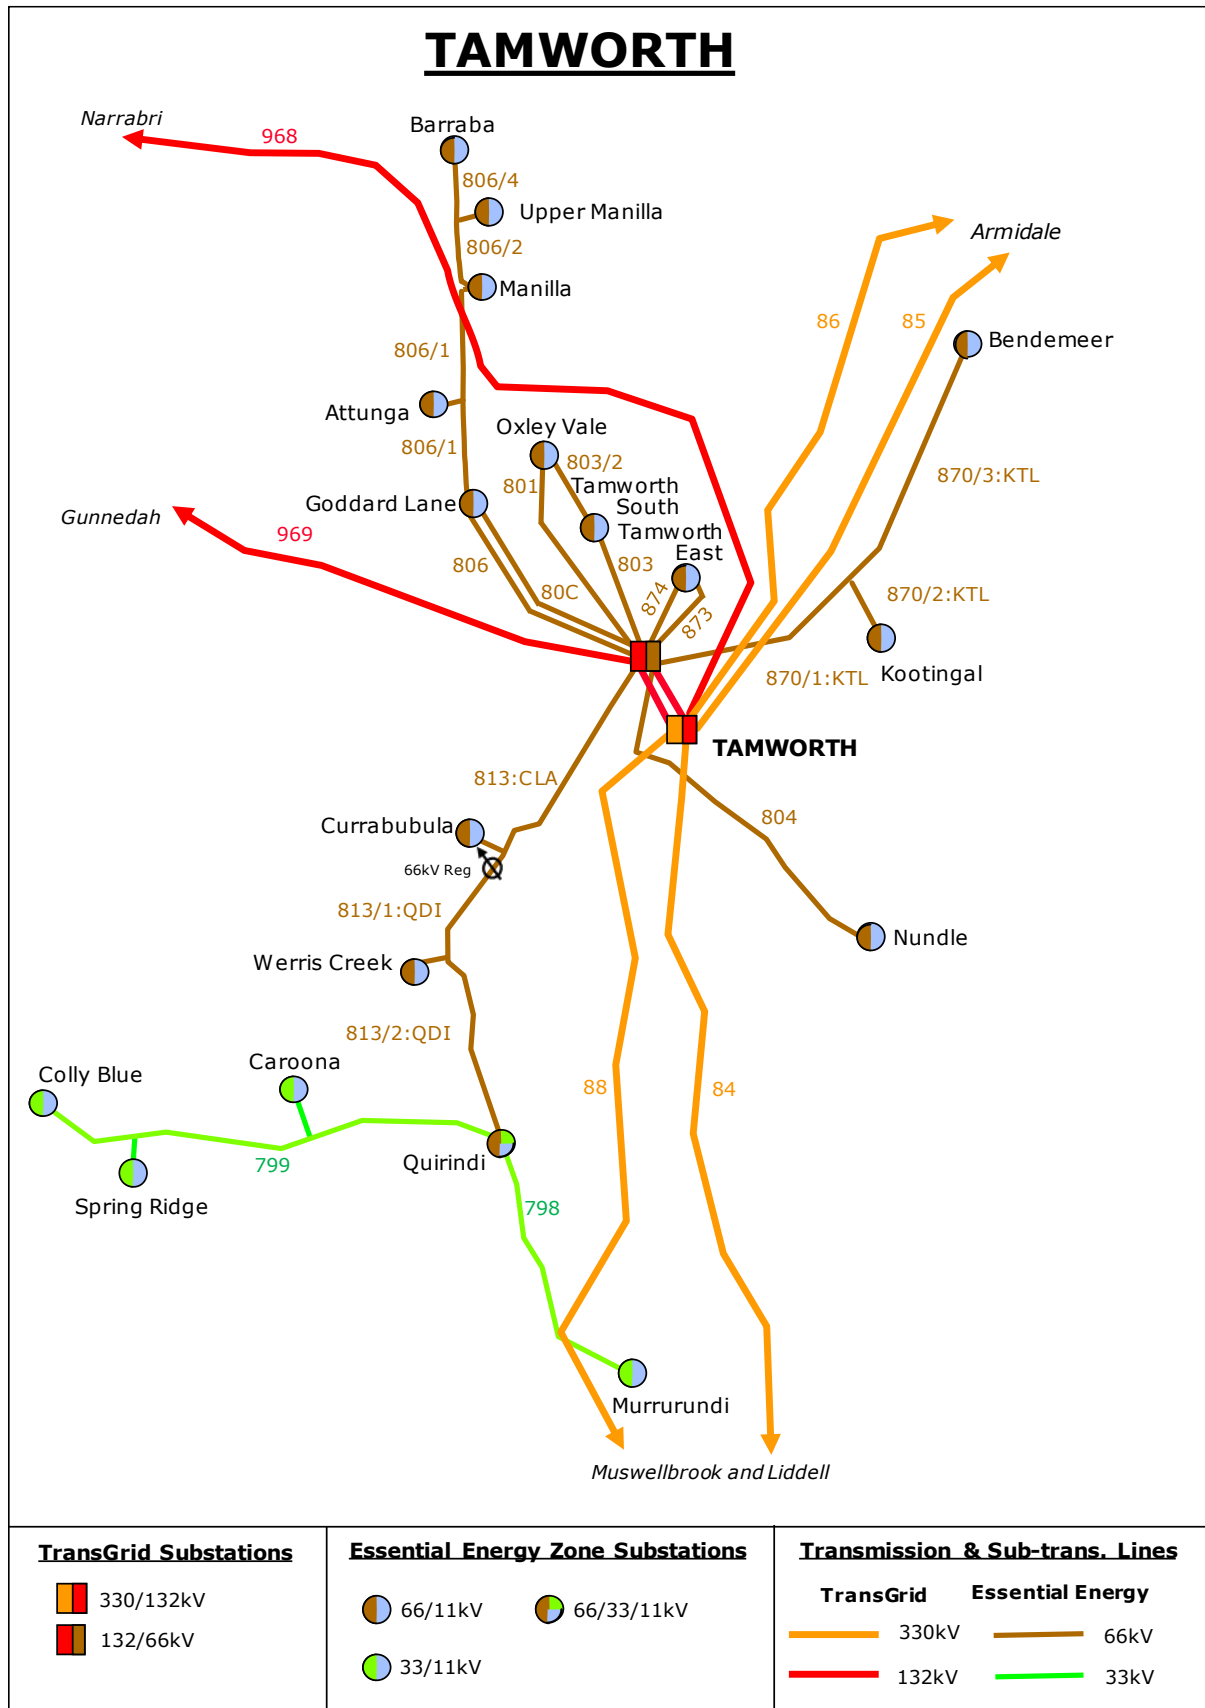 TAMWORTH
Narrabri
968
Barraba
806/4
Upper Manilla
806/2
Manilla
Armidale
86
85
Bendemeer
806/1
Attunga
806/1
Oxley Vale
803/2
801
Tamworth
South
Tamworth
East
870/3:KTL
Goddard Lane
Gunnedah
969
806
80C
803
874
873
870/2:KTL
870/1:KTL
Kootingal
TAMWORTH
813:CLA
804
Currabubula
66kV Reg
813/1:QDI
Nundle
Werris Creek
813/2:QDI
Caroona
Colly Blue
88
84
799
Quirindi
Spring Ridge
798
Murrurundi
Muswellbrook and Liddell
TransGrid Substations
330/132kV
132/66kV
Essential Energy Zone Substations
66/11kV
66/33/11kV
33/11kV
Transmission & Sub-trans. Lines
TransGrid
Essential Energy
330kV
66kV
132kV
33kV